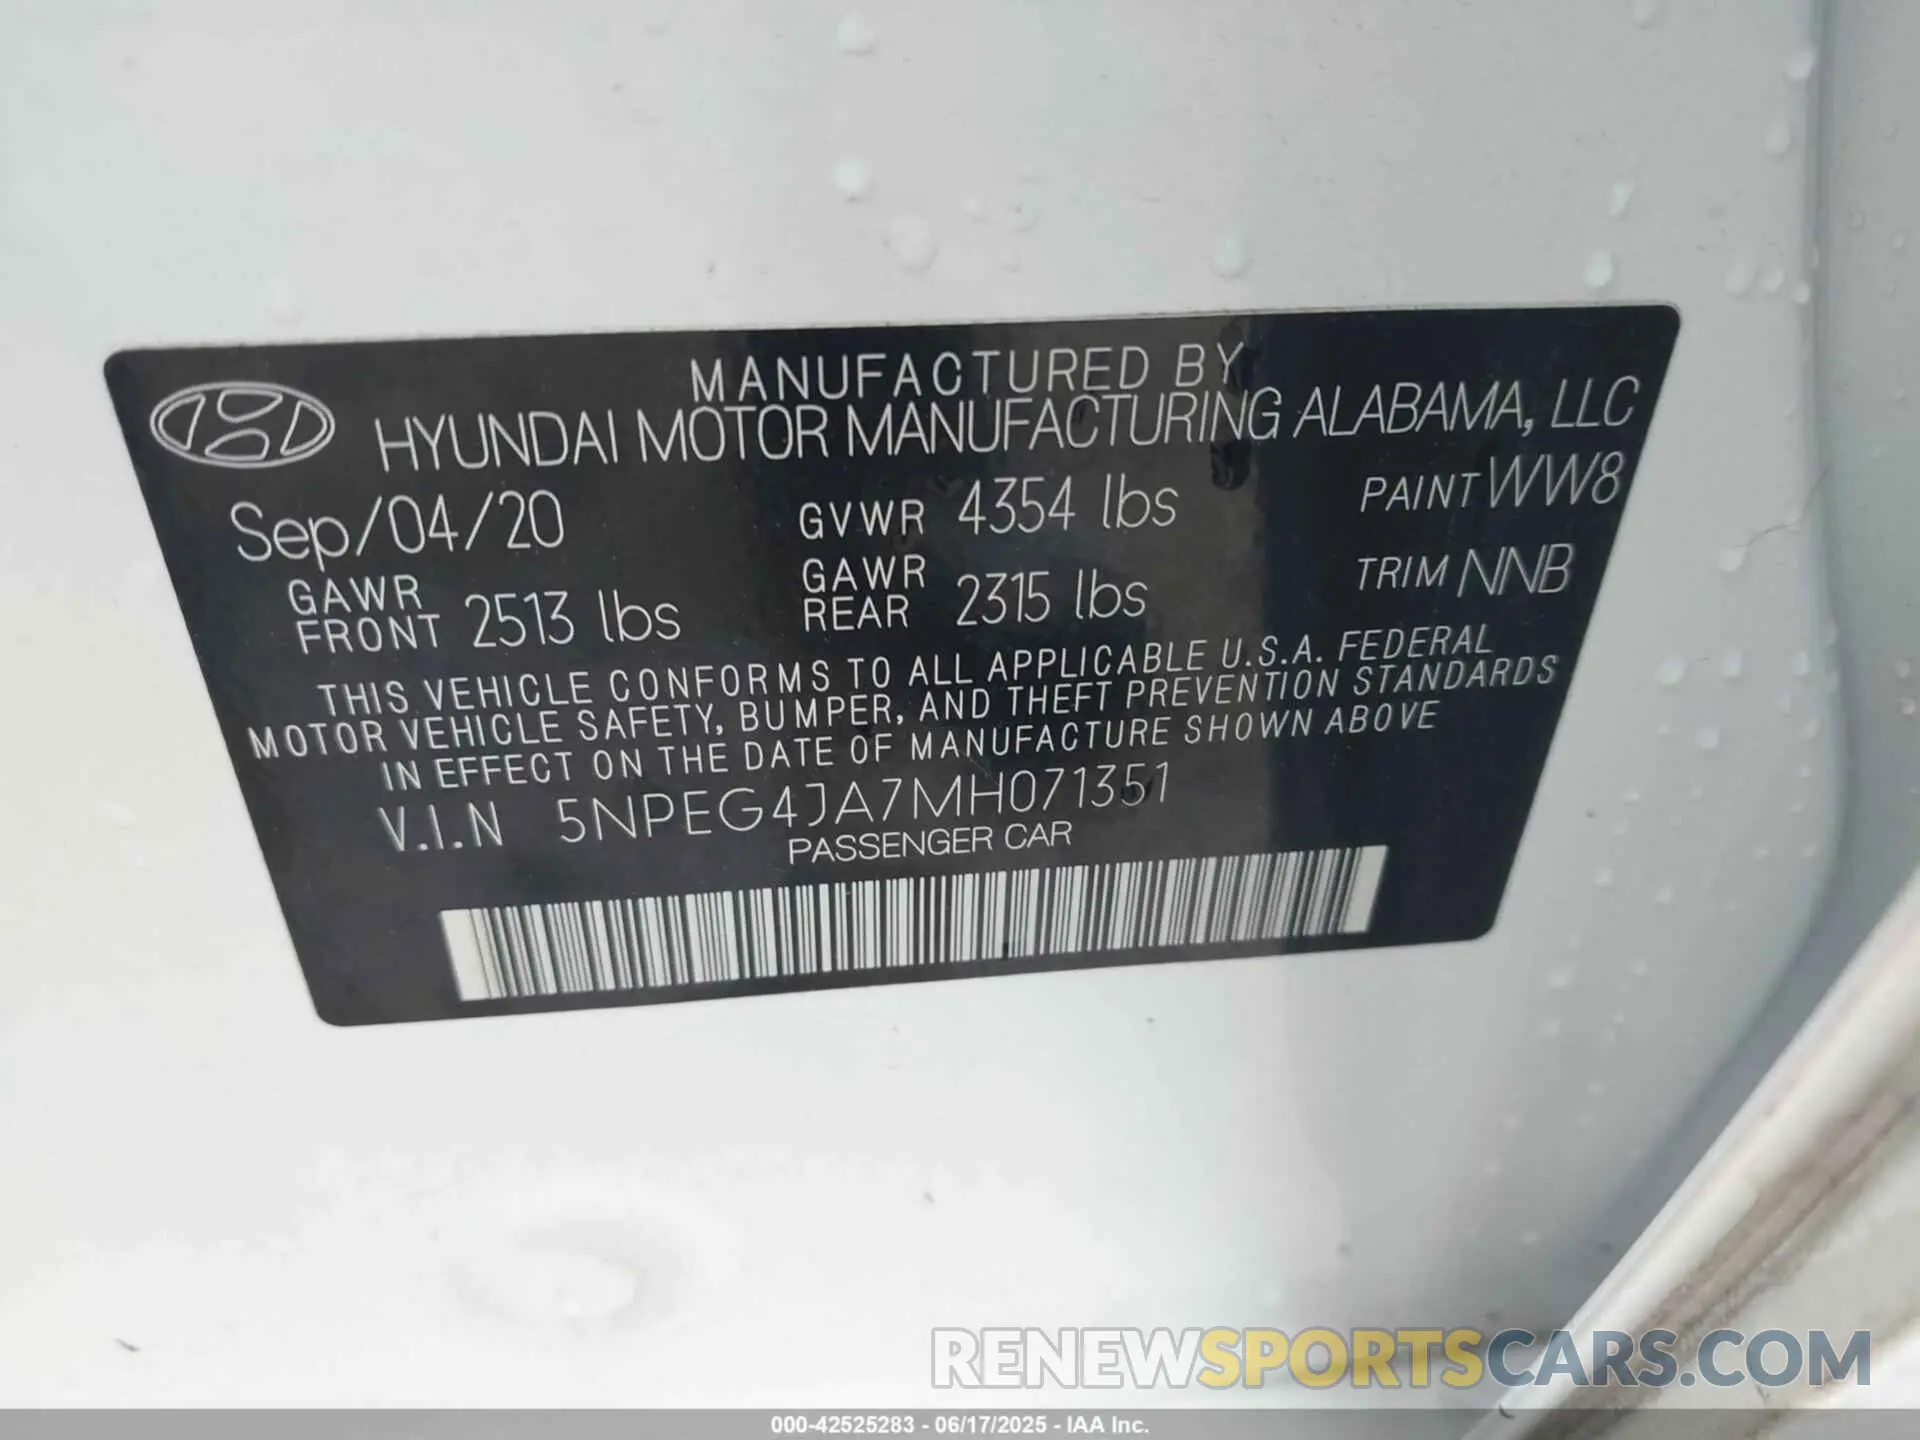 MANUFACTURED BY
HYUNDAI MOTOR MANUFACTURING ALABAMA, LLC
Sep/04/20 GVWR 4354 lbs PAINT WW8
GAWR FRONT 2513 lbs GAWR REAR 2315 lbs TRIM NNB
THIS VEHICLE CONFORMS TO ALL APPLICABLE U.S.A. FEDERAL
MOTOR VEHICLE SAFETY, BUMPER, AND THEFT PREVENTION STANDARDS
IN EFFECT ON THE DATE OF MANUFACTURE SHOWN ABOVE
V.I.N 5NPEG4JA7MH071351
PASSENGER CAR
RENEWSPORTSCARS.COM
000-42525283 - 06/17/2025 - IAA Inc.